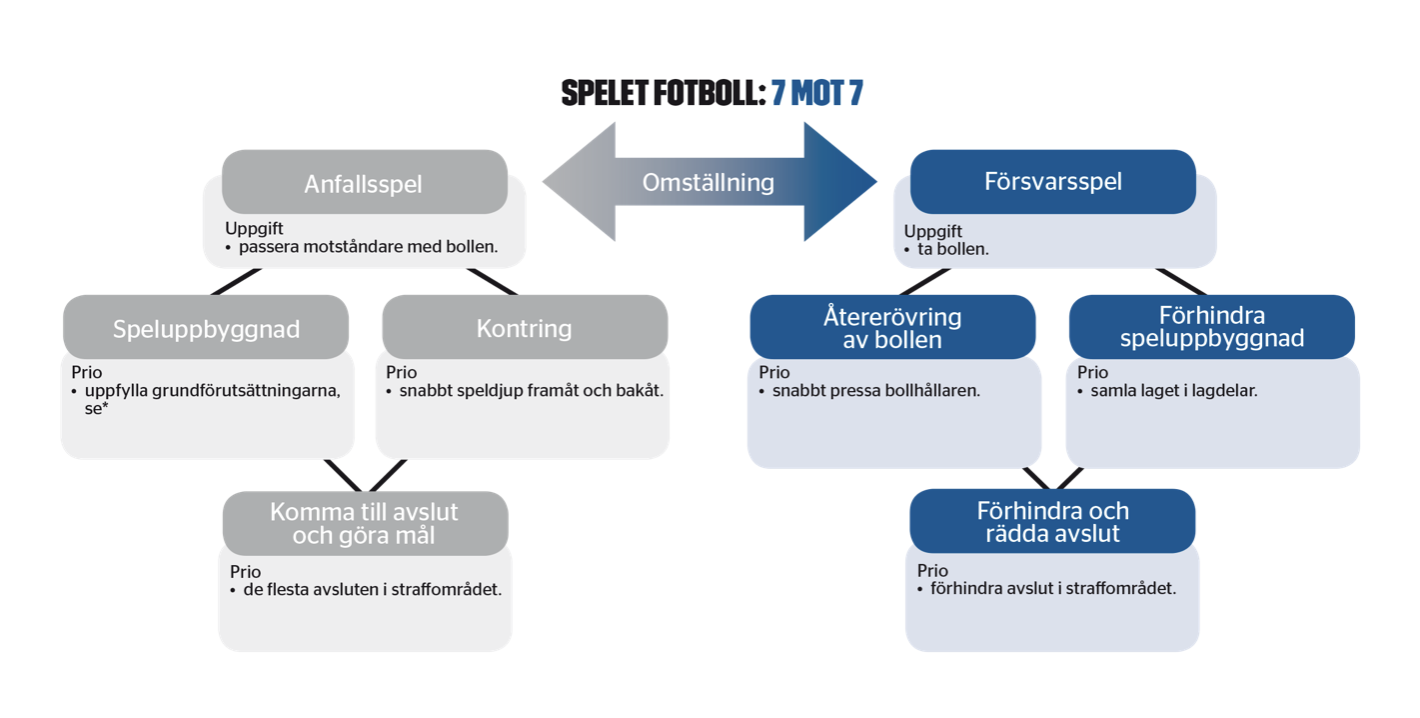 SPELET FOTBOLL: 7 MOT 7
Omställning
Anfallsspel
Uppgift
• passera motståndare med bollen.
Speluppbyggnad
Prio
• uppfylla grundförutsättningarna,
se*
Kontring
Prio
• snabbt speldjup framåt och bakåt.
Komma till avslut
och göra mål
Prio
• de flesta avsluten i straffområdet.
Försvarsspel
Uppgift
• ta bollen.
Återerövring
av bollen
Prio
• snabbt pressa bollhållaren.
Förhindra
speluppbyggnad
Prio
• samla laget i lagdelar.
Förhindra och
rädda avslut
Prio
• förhindra avslut i straffområdet.